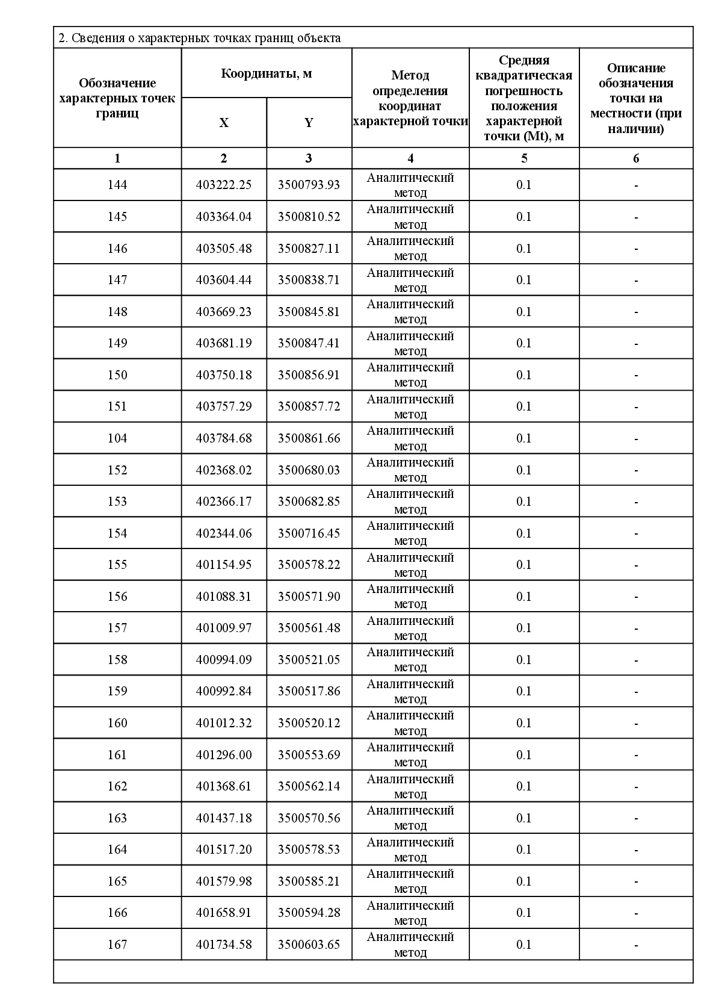 2. Сведения о характерных точках границ объекта
Обозначение
характерных точек
границ
Координаты, м
X
Y
Метод
определения
координат
характерной точки
Средняя
квадратическая
погрешность
положения
характерной
точки (Mt), м
Описание
обозначения
точки на
местности (при
наличии)
1 2 3 4 5 6
144 403222.25 3500793.93 Аналитический
метод 0.1 -
145 403364.04 3500810.52 Аналитический
метод 0.1 -
146 403505.48 3500827.11 Аналитический
метод 0.1 -
147 403604.44 3500838.71 Аналитический
метод 0.1 -
148 403669.23 3500845.81 Аналитический
метод 0.1 -
149 403681.19 3500847.41 Аналитический
метод 0.1 -
150 403750.18 3500856.91 Аналитический
метод 0.1 -
151 403757.29 3500857.72 Аналитический
метод 0.1 -
104 403784.68 3500861.66 Аналитический
метод 0.1 -
152 402368.02 3500680.03 Аналитический
метод 0.1 -
153 402366.17 3500682.85 Аналитический
метод 0.1 -
154 402344.06 3500716.45 Аналитический
метод 0.1 -
155 401154.95 3500578.22 Аналитический
метод 0.1 -
156 401088.31 3500571.90 Аналитический
метод 0.1 -
157 401009.97 3500561.48 Аналитический
метод 0.1 -
158 400994.09 3500521.05 Аналитический
метод 0.1 -
159 400992.84 3500517.86 Аналитический
метод 0.1 -
160 401012.32 3500520.12 Аналитический
метод 0.1 -
161 401296.00 3500553.69 Аналитический
метод 0.1 -
162 401368.61 3500562.14 Аналитический
метод 0.1 -
163 401437.18 3500570.56 Аналитический
метод 0.1 -
164 401517.20 3500578.53 Аналитический
метод 0.1 -
165 401579.98 3500585.21 Аналитический
метод 0.1 -
166 401658.91 3500594.28 Аналитический
метод 0.1 -
167 401734.58 3500603.65 Аналитический
метод 0.1 -